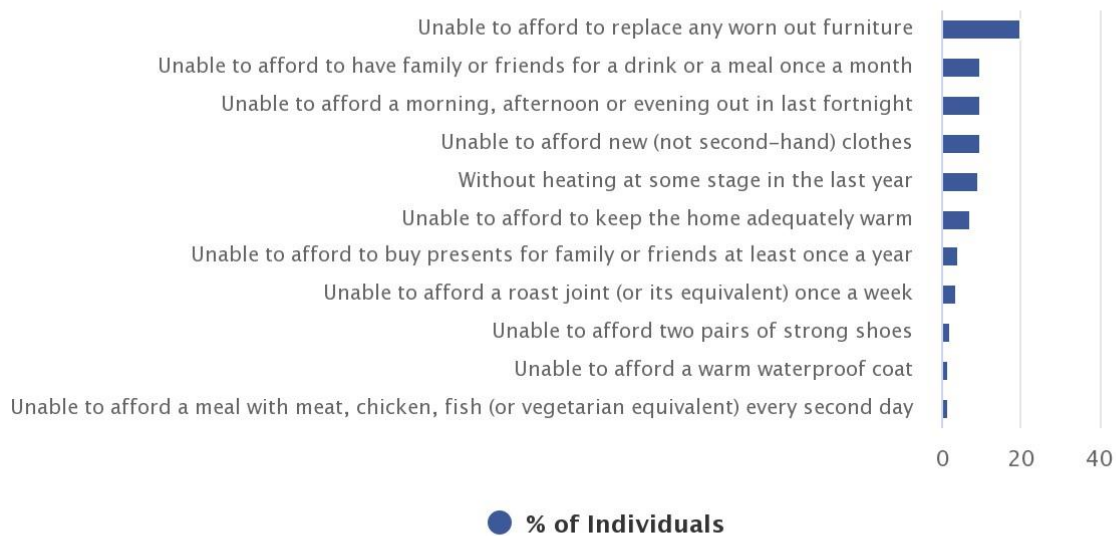 Unable to afford to replace any worn out furniture
Unable to afford to have family or friends for a drink or a meal once a month
Unable to afford a morning, afternoon or evening out in last fortnight
Unable to afford new (not second-hand) clothes
Without heating at some stage in the last year
Unable to afford to keep the home adequately warm
Unable to afford to buy presents for family or friends at least once a year
Unable to afford a roast joint (or its equivalent) once a week
Unable to afford two pairs of strong shoes
Unable to afford a warm waterproof coat
Unable to afford a meal with meat, chicken, fish (or vegetarian equivalent) every second day
0 20 40
% of Individuals